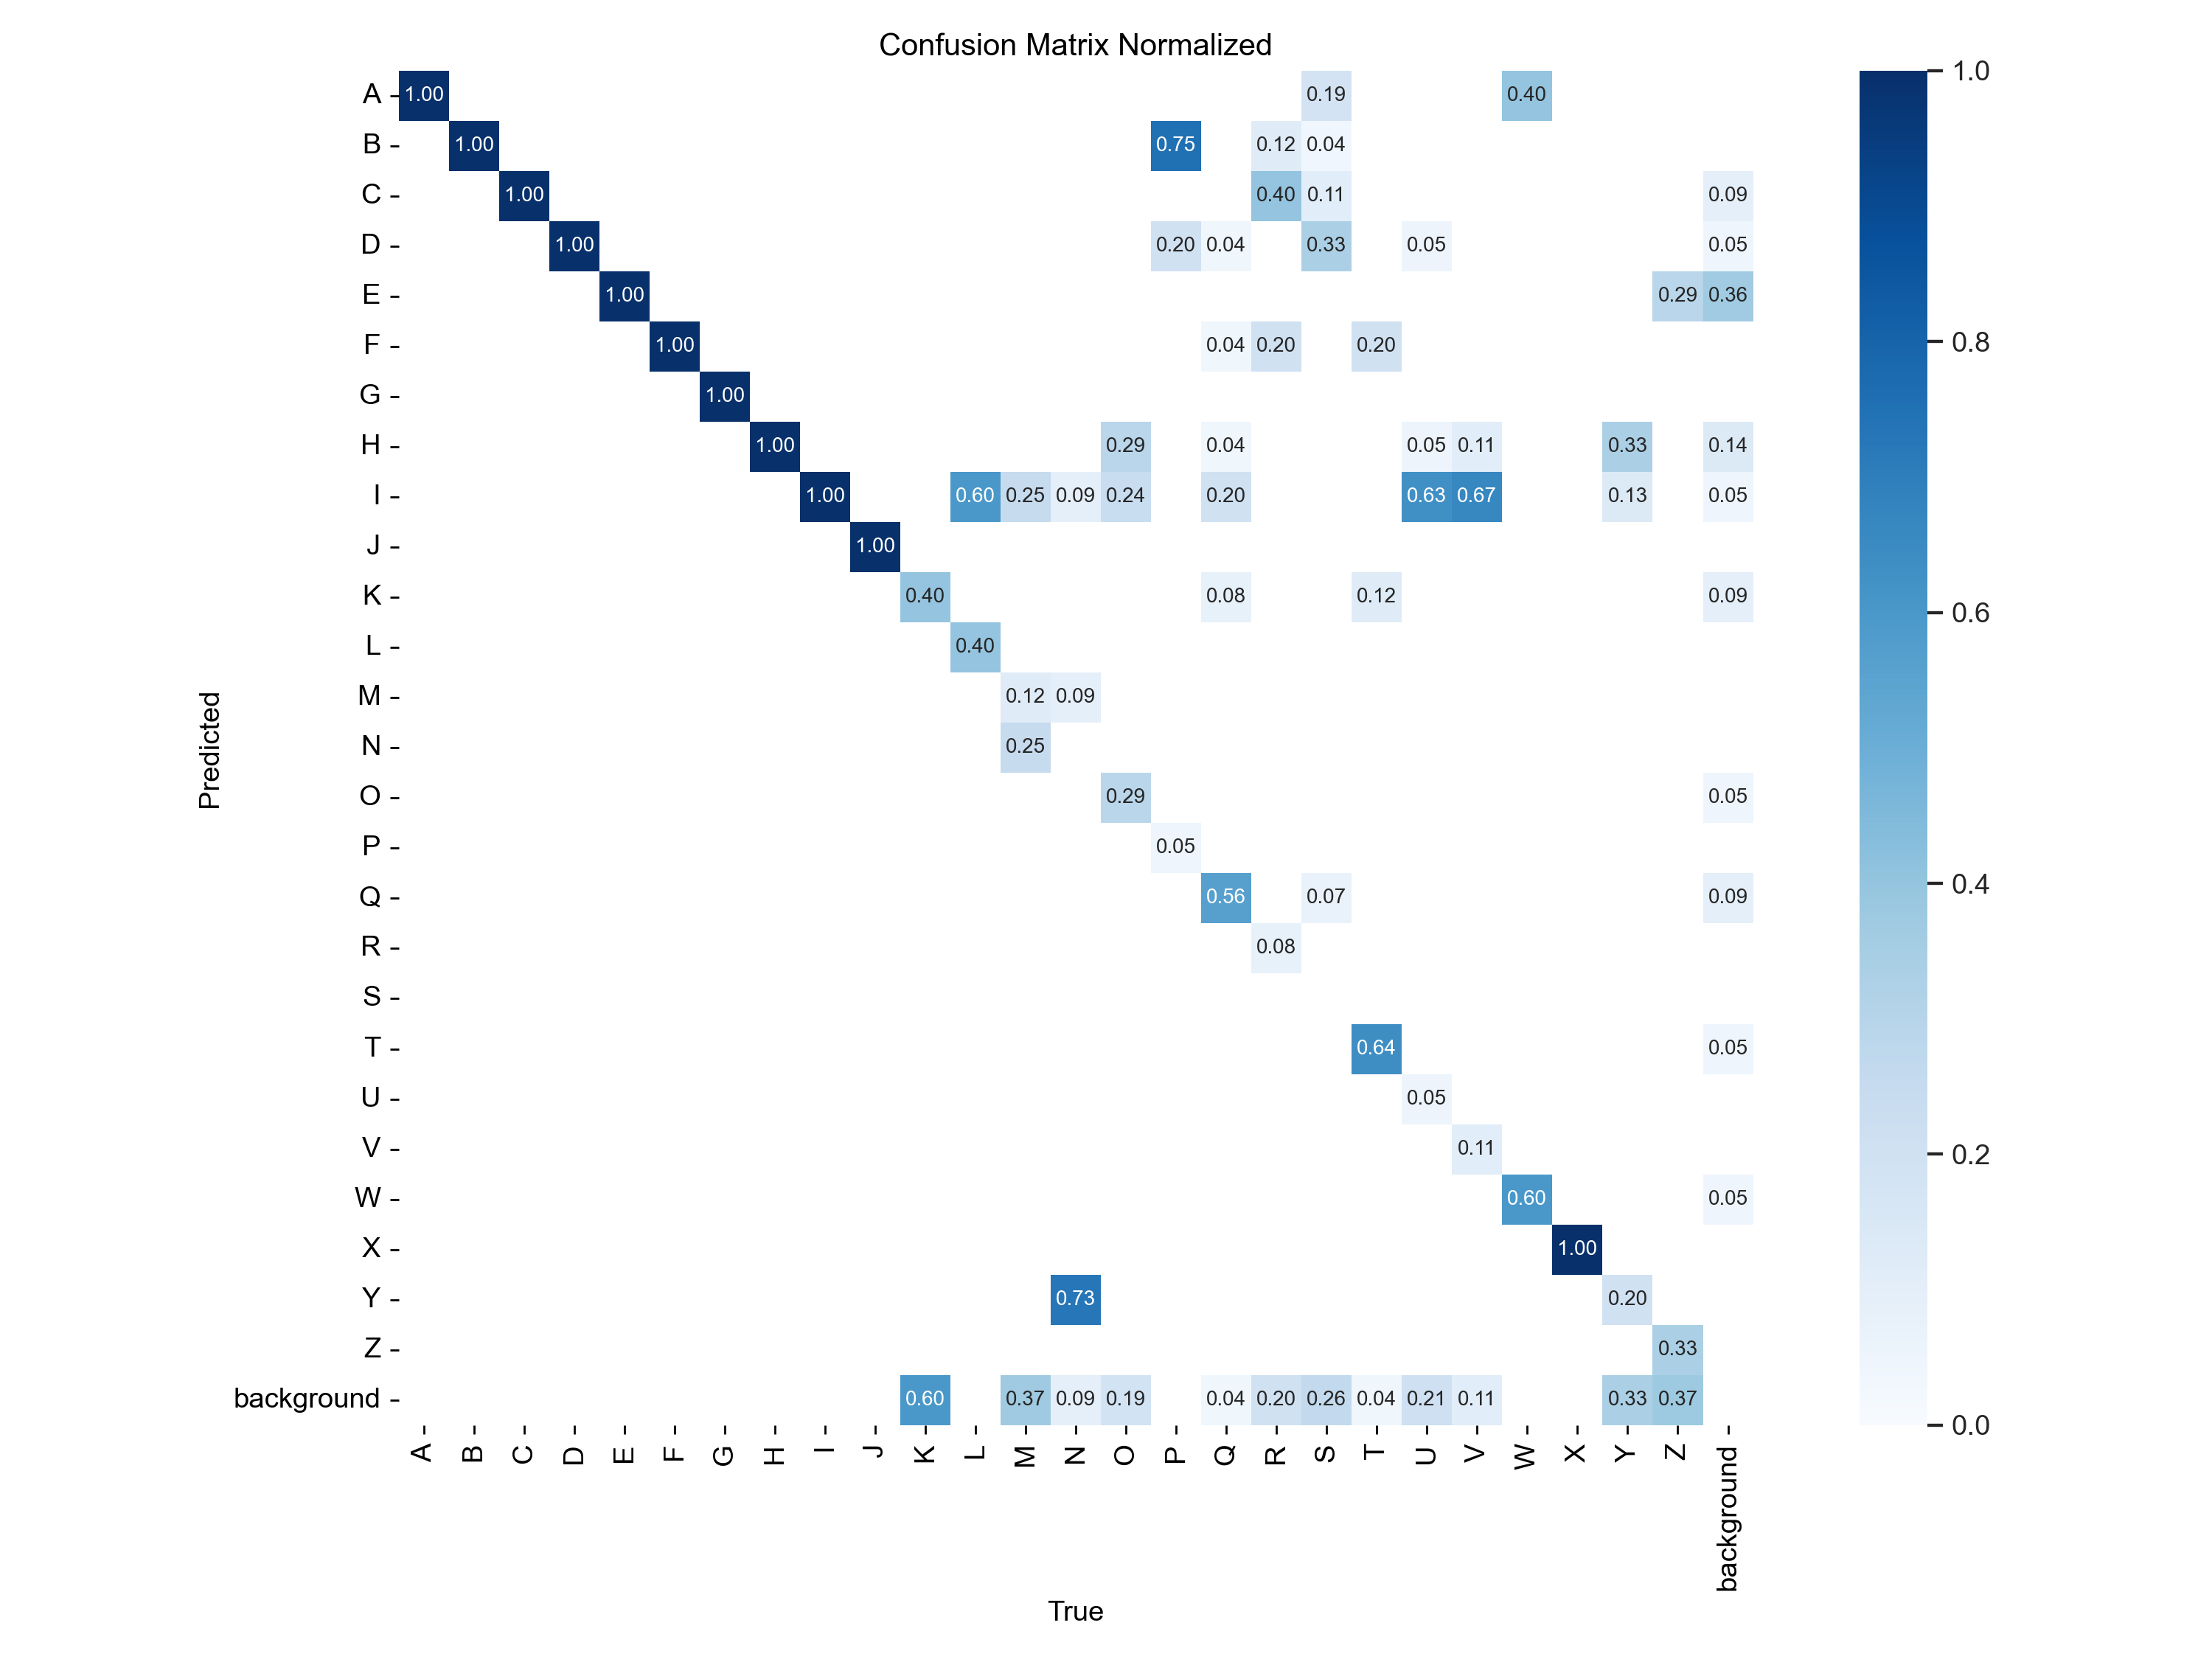 Confusion Matrix Normalized
A 1.00 0.19 0.40
B 1.00 0.75 0.12 0.04
C 1.00 0.40 0.11 0.09
D 1.00 0.20 0.04 0.33 0.05 0.05
E 1.00 0.29 0.36
F 1.00 0.04 0.20 0.20
G 1.00
H 1.00 0.29 0.04 0.05 0.11 0.33 0.14
I 1.00 0.60 0.25 0.09 0.24 0.20 0.63 0.67 0.13 0.05
J 1.00
K 0.40 0.08 0.12 0.09
L 0.40
M 0.12 0.09
N 0.25
O 0.29 0.05
P 0.05
Q 0.56 0.07 0.09
R 0.08
S
T 0.64 0.05
U 0.05
V 0.11
W 0.60 0.05
X 1.00
Y 0.73 0.20
Z 0.33
background 0.60 0.37 0.09 0.19 0.04 0.20 0.26 0.04 0.21 0.11 0.33 0.37
A B C D E F G H I J K L M N O P Q R S T U V W X Y Z background
Predicted
True
1.0
0.8
0.6
0.4
0.2
0.0